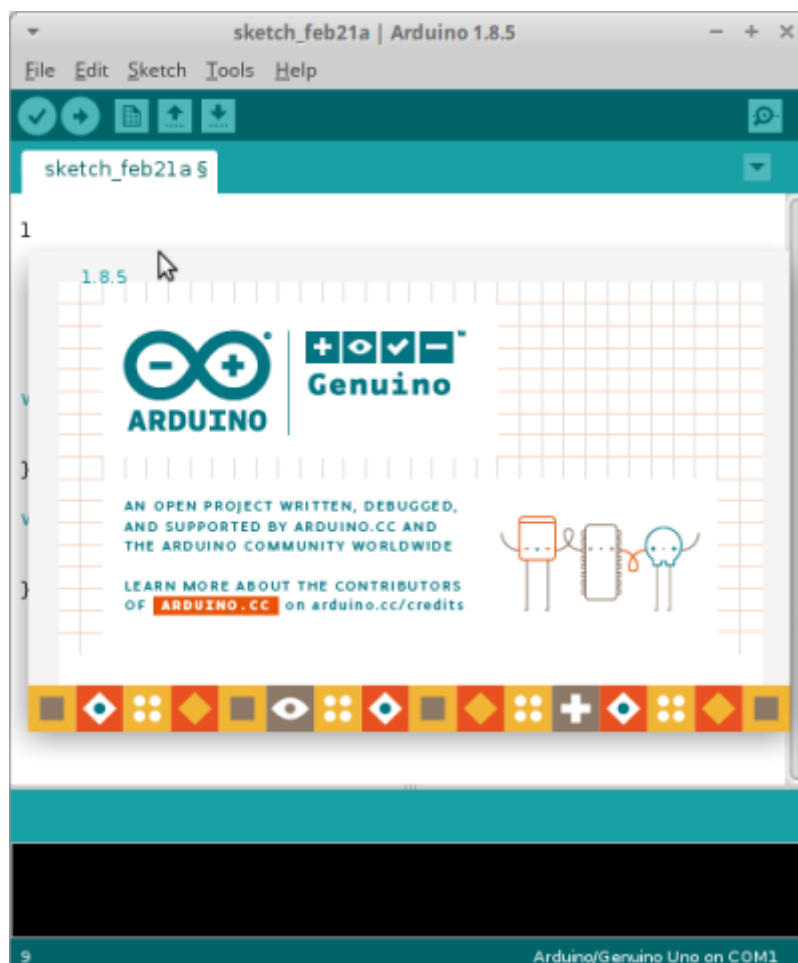 sketch_feb21a | Arduino 1.8.5
File Edit Sketch Tools Help
sketch_feb21a §
l
1.8.5
ARDUINO
Genuino™
v
}
v
}
AN OPEN PROJECT WRITTEN, DEBUGGED,
AND SUPPORTED BY ARDUINO.CC AND
THE ARDUINO COMMUNITY WORLDWIDE
LEARN MORE ABOUT THE CONTRIBUTORS
OF ARDUINO.CC on arduino.cc/credits
9 Arduino/Genuino Uno on COM1